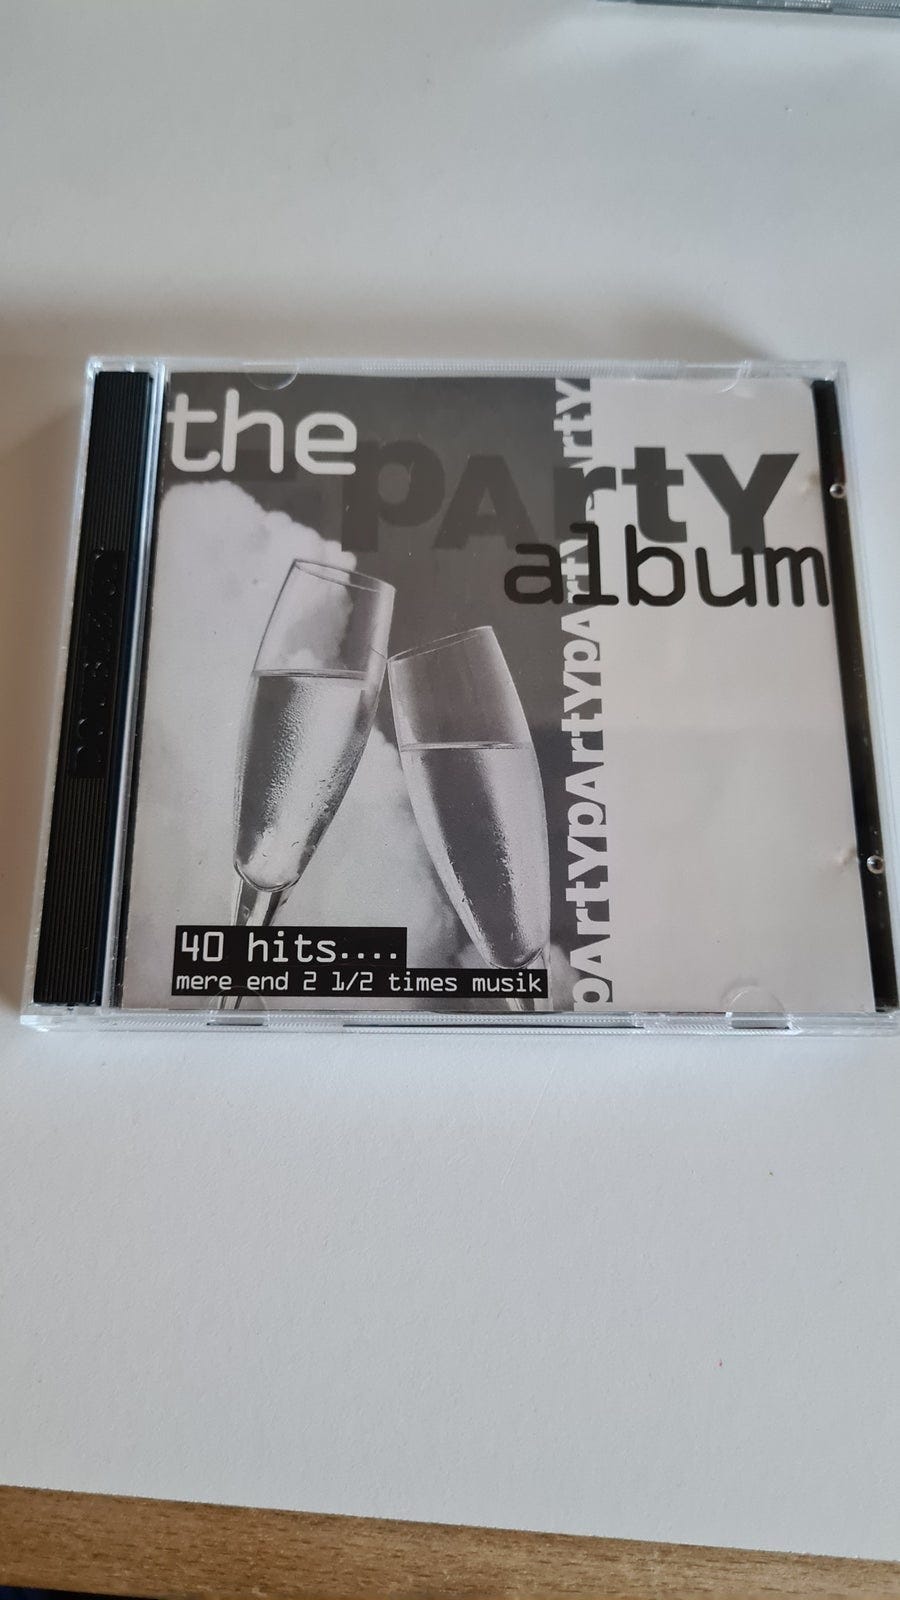 the
pArtY
album
pArtYpArtYpArtYpArtY
40 hits....
mere end 2 1/2 times musik